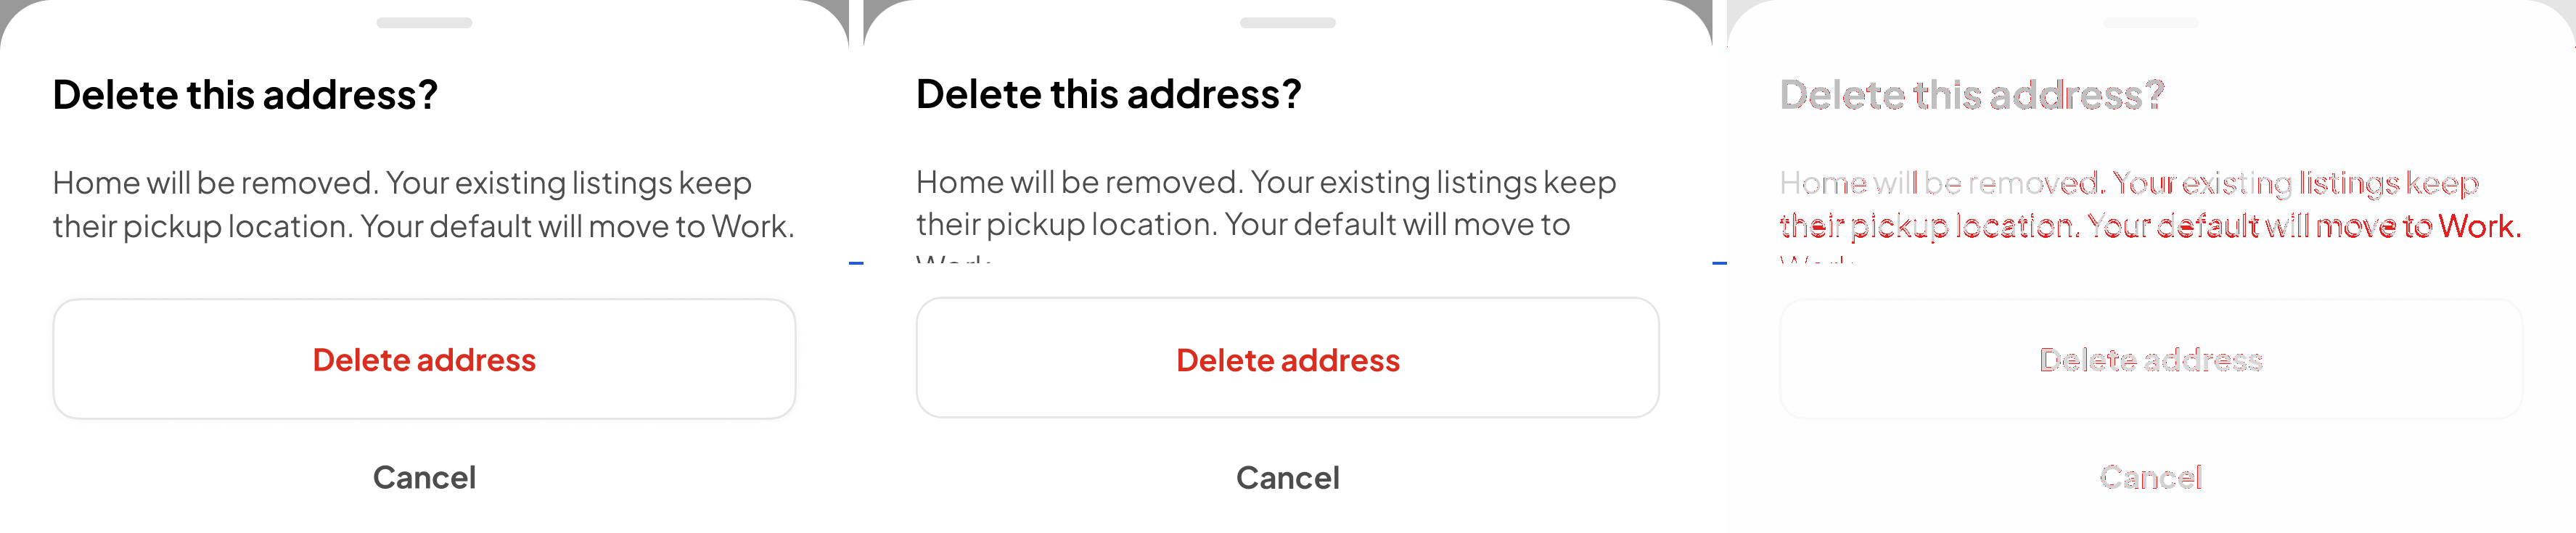 Delete this address?
Home will be removed. Your existing listings keep
their pickup location. Your default will move to Work.
Delete address
Cancel
Delete this address?
Home will be removed. Your existing listings keep
their pickup location. Your default will move to
Work.
Delete address
Cancel
Delete this address?
Home will be removed. Your existing listings keep
their pickup location. Your default will move to Work.
Work.
Delete address
Cancel